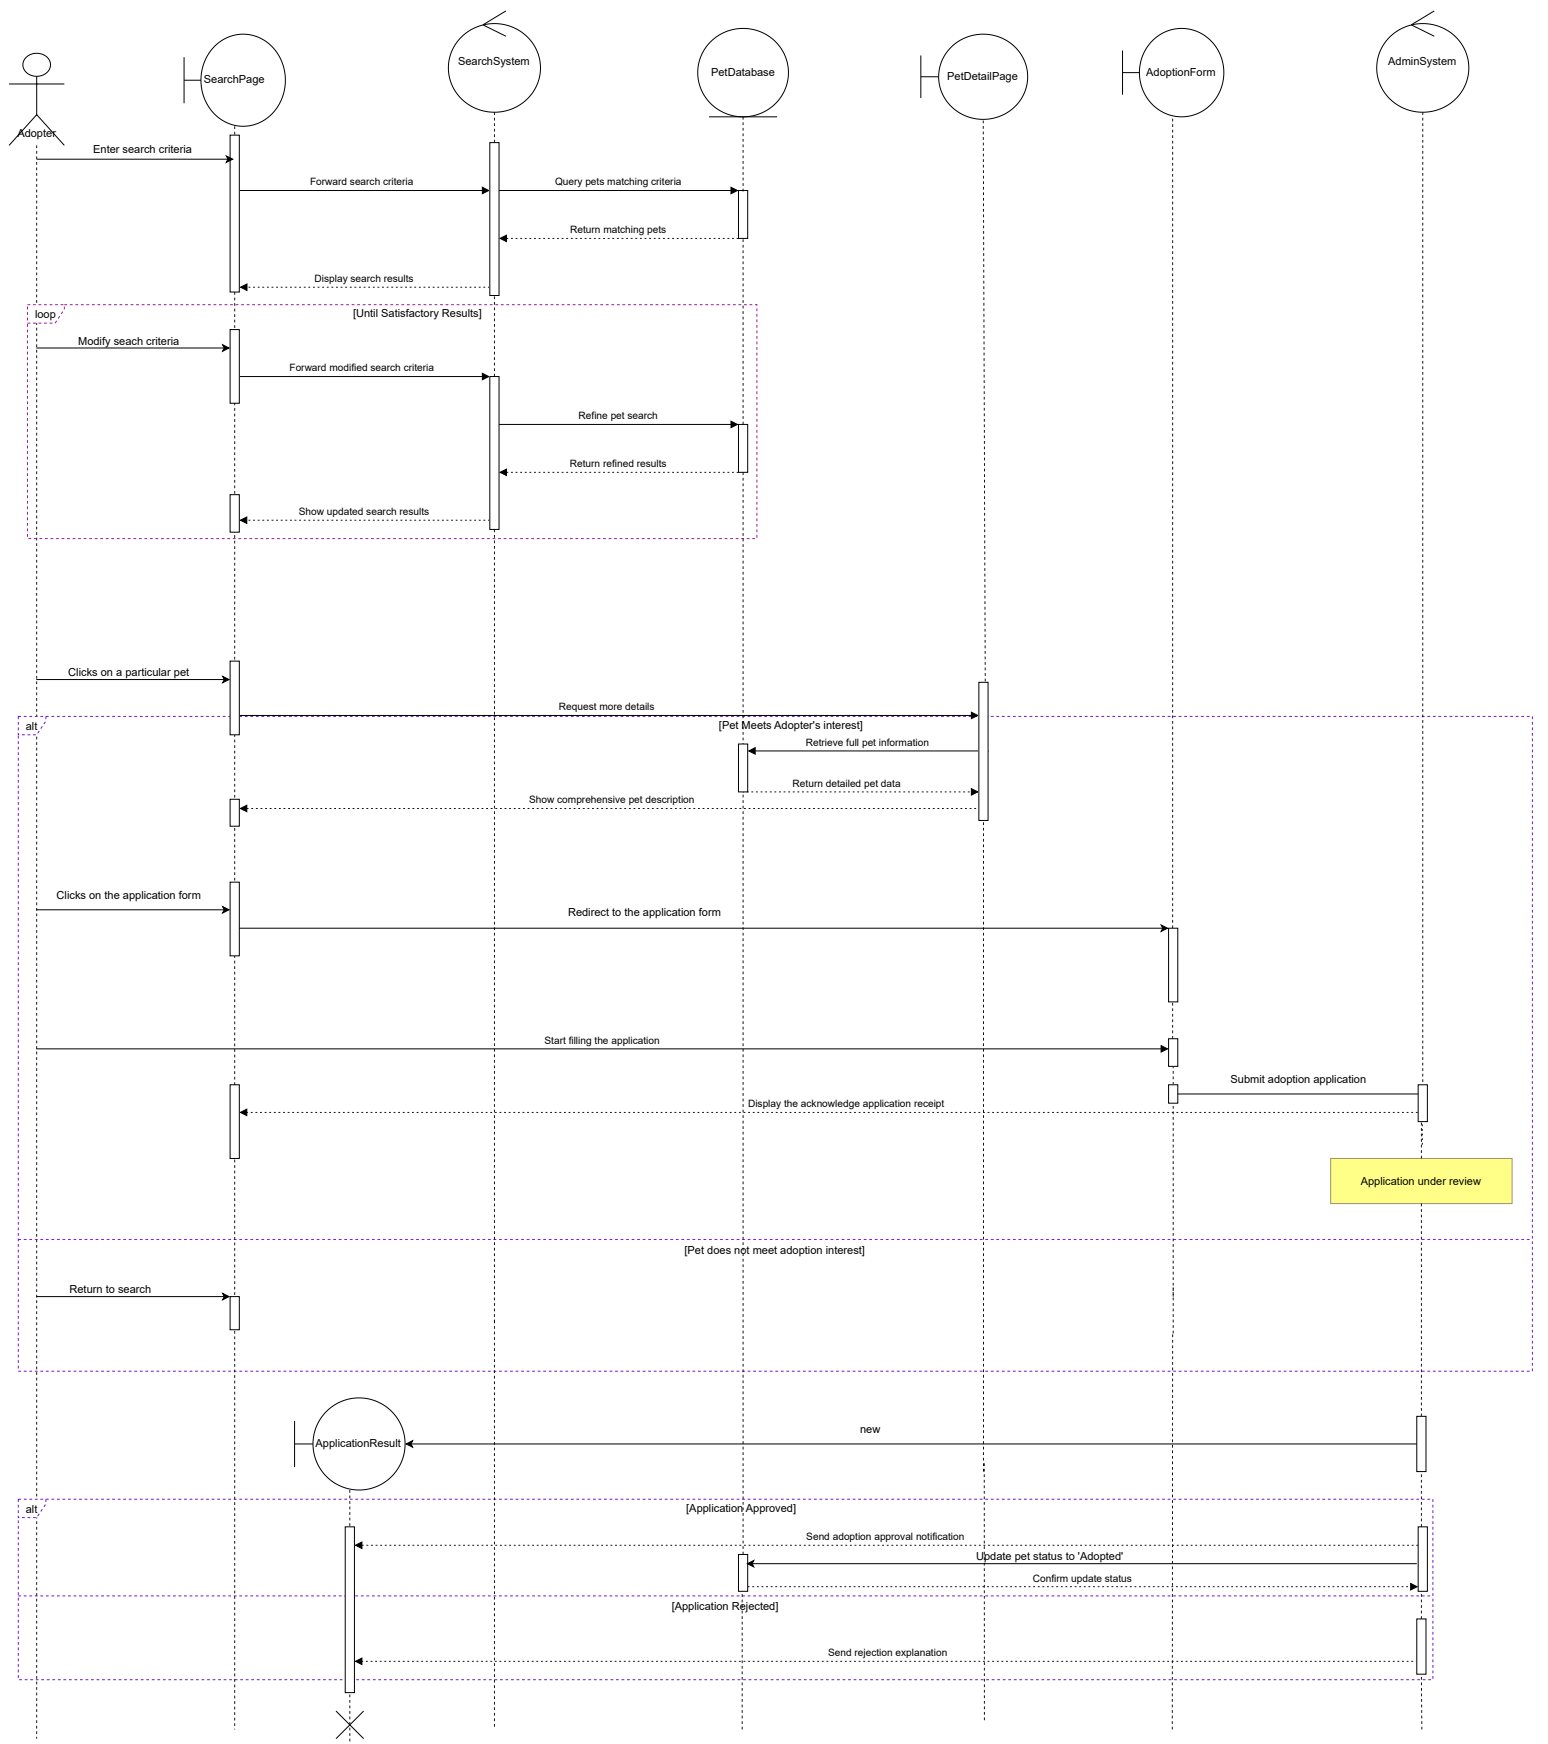 SearchPage
SearchSystem
PetDatabase
PetDetailPage
AdoptionForm
AdminSystem
Adopter
Enter search criteria
Forward search criteria
Query pets matching criteria
Return matching pets
Display search results
loop
[Until Satisfactory Results]
Modify seach criteria
Forward modified search criteria
Refine pet search
Return refined results
Show updated search results
Clicks on a particular pet
Request more details
alt
[Pet Meets Adopter's interest]
Retrieve full pet information
Return detailed pet data
Show comprehensive pet description
Clicks on the application form
Redirect to the application form
Start filling the application
Submit adoption application
Display the acknowledge application receipt
Application under review
[Pet does not meet adoption interest]
Return to search
new
ApplicationResult
alt
[Application Approved]
Send adoption approval notification
Update pet status to 'Adopted'
Confirm update status
[Application Rejected]
Send rejection explanation